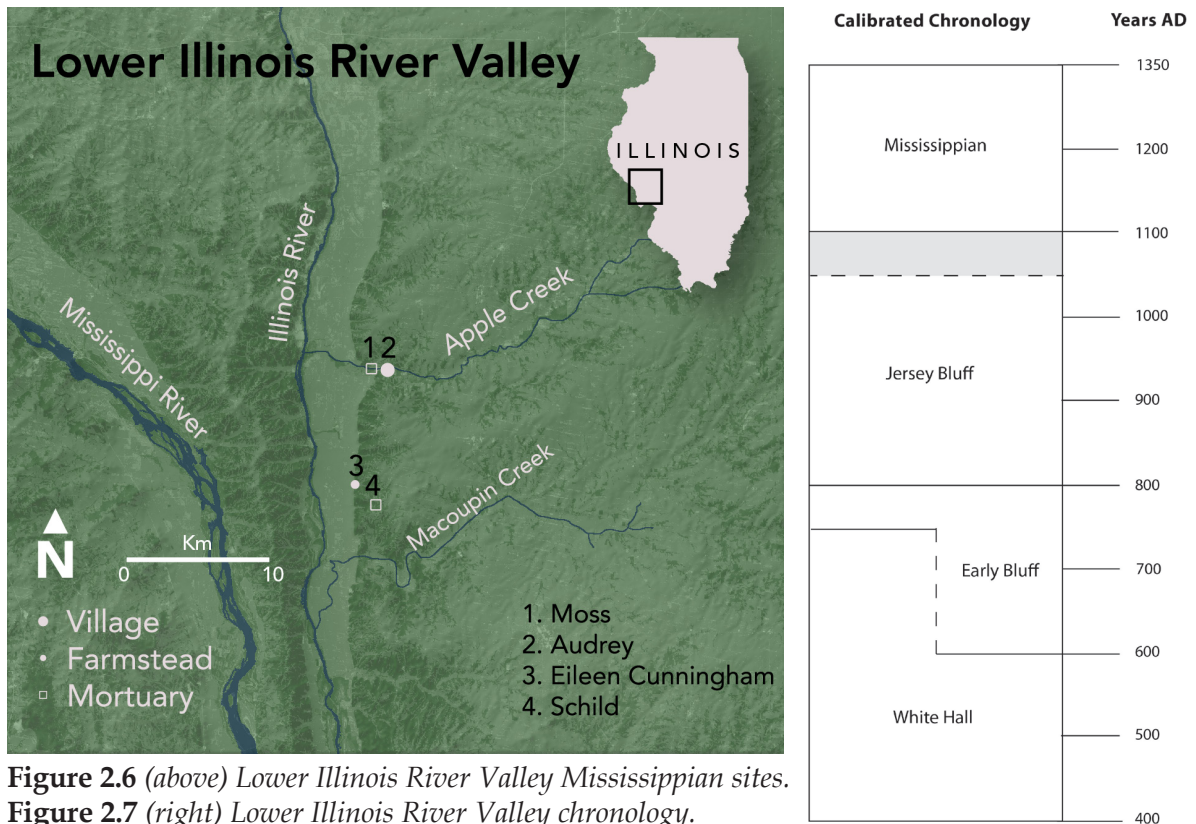 Lower Illinois River Valley
ILLINOIS
Illinois River
Mississippi River
Apple Creek
1 2
3
4
Macoupin Creek
N
Km
0 10
Village
Farmstead
Mortuary
1. Moss
2. Audrey
3. Eileen Cunningham
4. Schild
Figure 2.6 (above) Lower Illinois River Valley Mississippian sites.
Figure 2.7 (right) Lower Illinois River Valley chronology.
Calibrated Chronology Years AD
1350
Mississippian
1200
1100
1000
Jersey Bluff
900
800
Early Bluff
700
600
White Hall
500
400